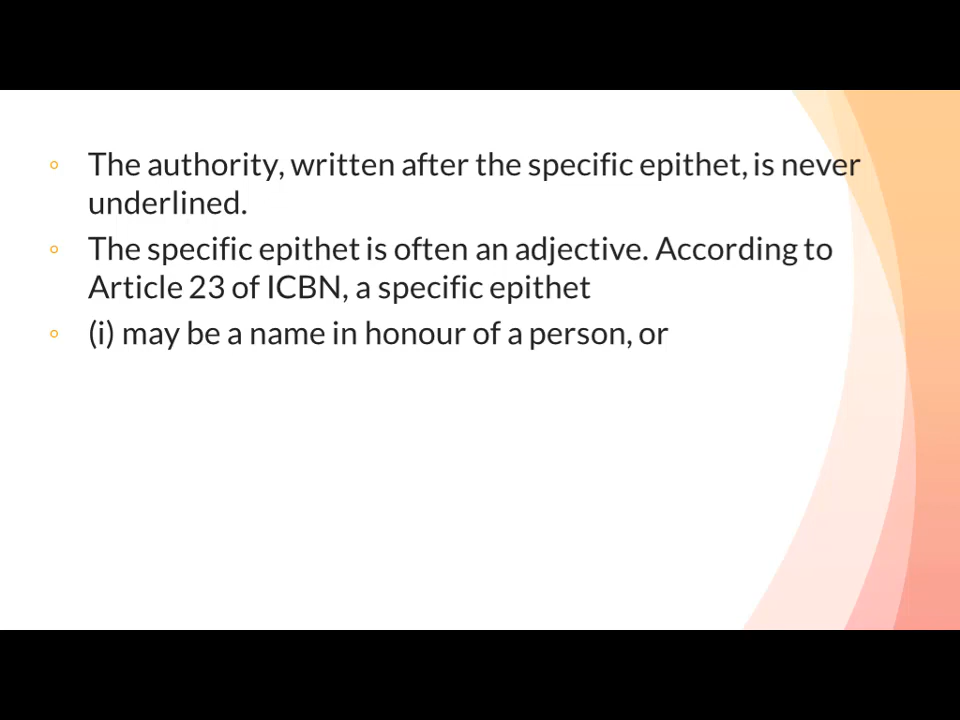 The authority, written after the specific epithet, is never
underlined.
The specific epithet is often an adjective. According to
Article 23 of ICBN, a specific epithet
(i) may be a name in honour of a person, or